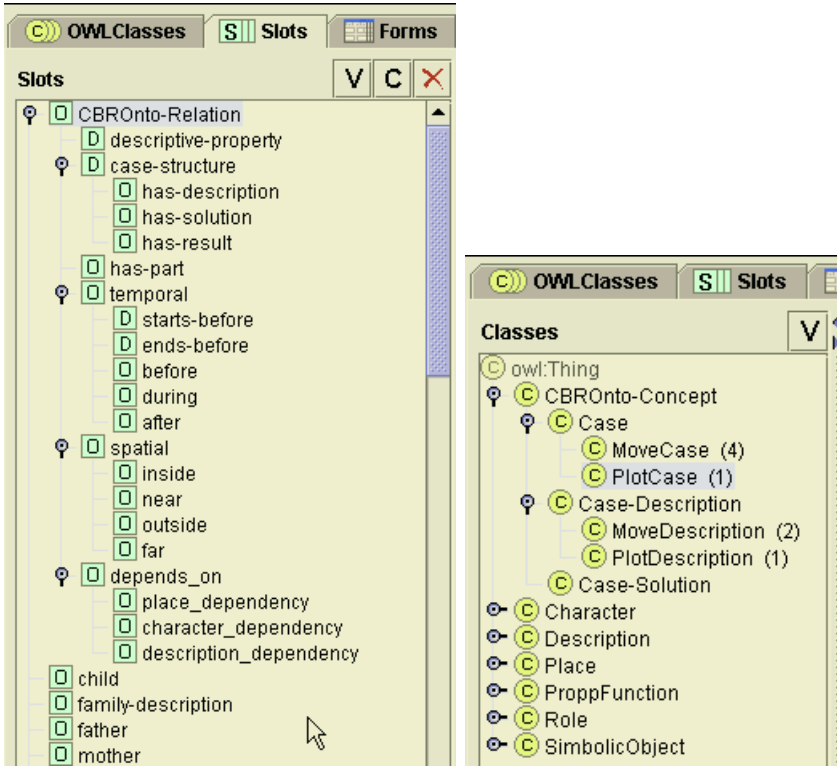 C OWLClasses S Slots Forms
Slots V C
O CBROnto-Relation
D descriptive-property
D case-structure
O has-description
O has-solution
O has-result
O has-part
O temporal
D starts-before
D ends-before
O before
O during
O after
O spatial
O inside
O near
O outside
O far
O depends_on
O place_dependency
O character_dependency
O description_dependency
O child
O family-description
O father
O mother
C OWLClasses S Slots
Classes V
C owl:Thing
C CBROnto-Concept
C Case
C MoveCase (4)
C PlotCase (1)
C Case-Description
C MoveDescription (2)
C PlotDescription (1)
C Case-Solution
C Character
C Description
C Place
C ProppFunction
C Role
C SimbolicObject